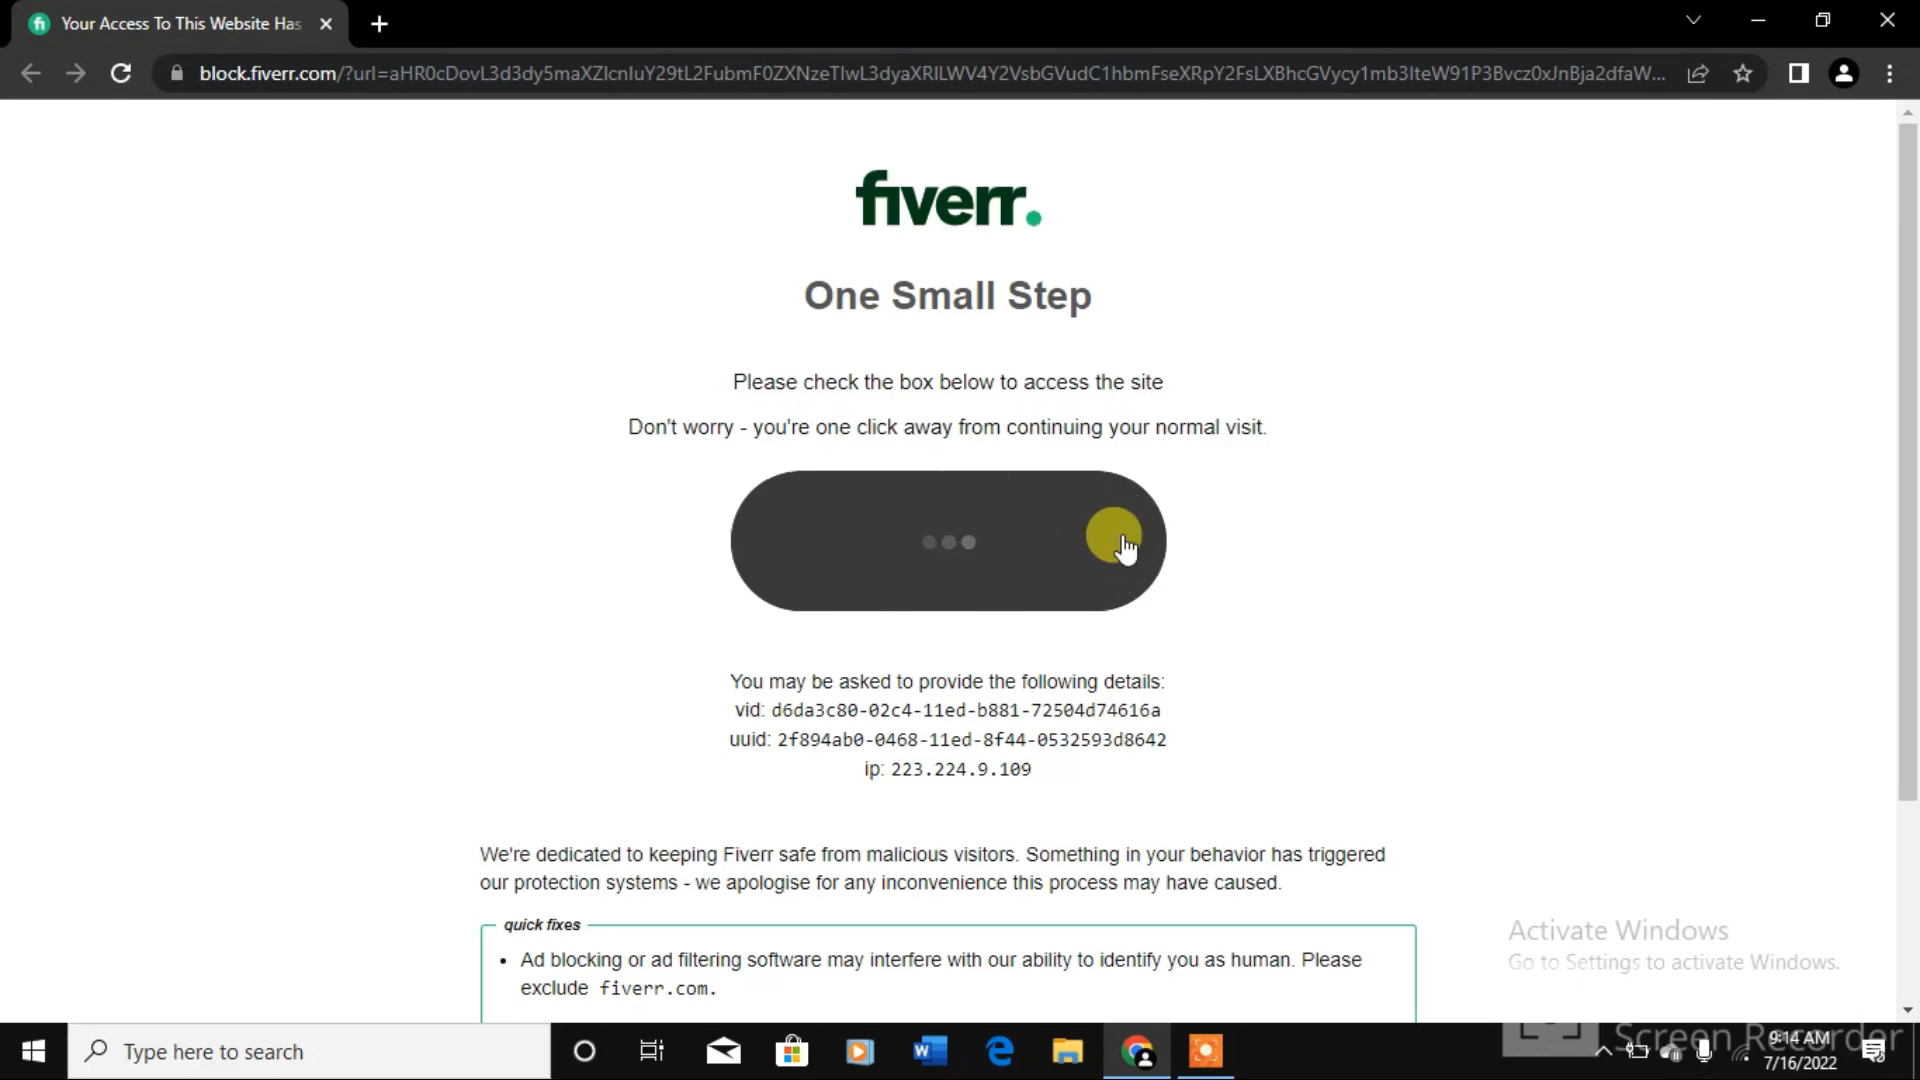 Your Access To This Website Has
block.fiverr.com/?url=aHR0cDovL3d3dy5maXZlcnIuY29tL2FubmF0ZXNzeTIwL3dyaXRlLWV4Y2VsbGVudC1hbmFseXRpY2FsLXBhcGVycy1mb3IteW91P3Bvcz0xJnBja2dfaW...
fiverr.
One Small Step
Please check the box below to access the site
Don't worry - you're one click away from continuing your normal visit.
You may be asked to provide the following details:
vid: d6da3c80-02c4-11ed-b881-72504d74616a
uuid: 2f894ab0-0468-11ed-8f44-0532593d8642
ip: 223.224.9.109
We're dedicated to keeping Fiverr safe from malicious visitors. Something in your behavior has triggered
our protection systems - we apologise for any inconvenience this process may have caused.
quick fixes
• Ad blocking or ad filtering software may interfere with our ability to identify you as human. Please
exclude fiverr.com.
Activate Windows
Go to Settings to activate Windows.
Type here to search
Screen Recorder
9:14 AM
7/16/2022